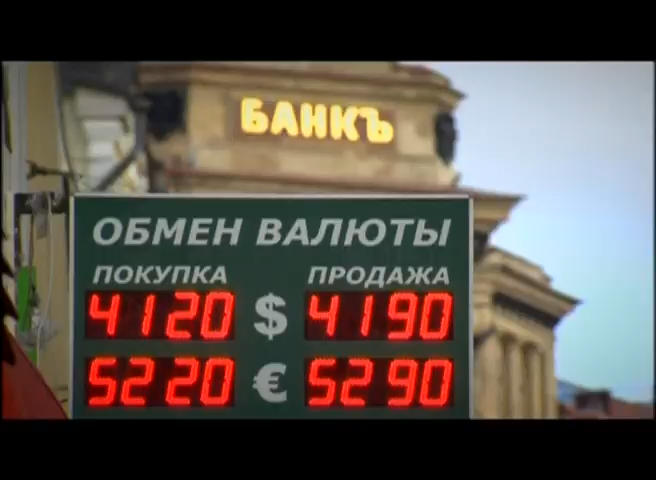 БАНКЪ
ОБМЕН ВАЛЮТЫ
ПОКУПКА ПРОДАЖА
4120 $ 4190
5220 € 5290